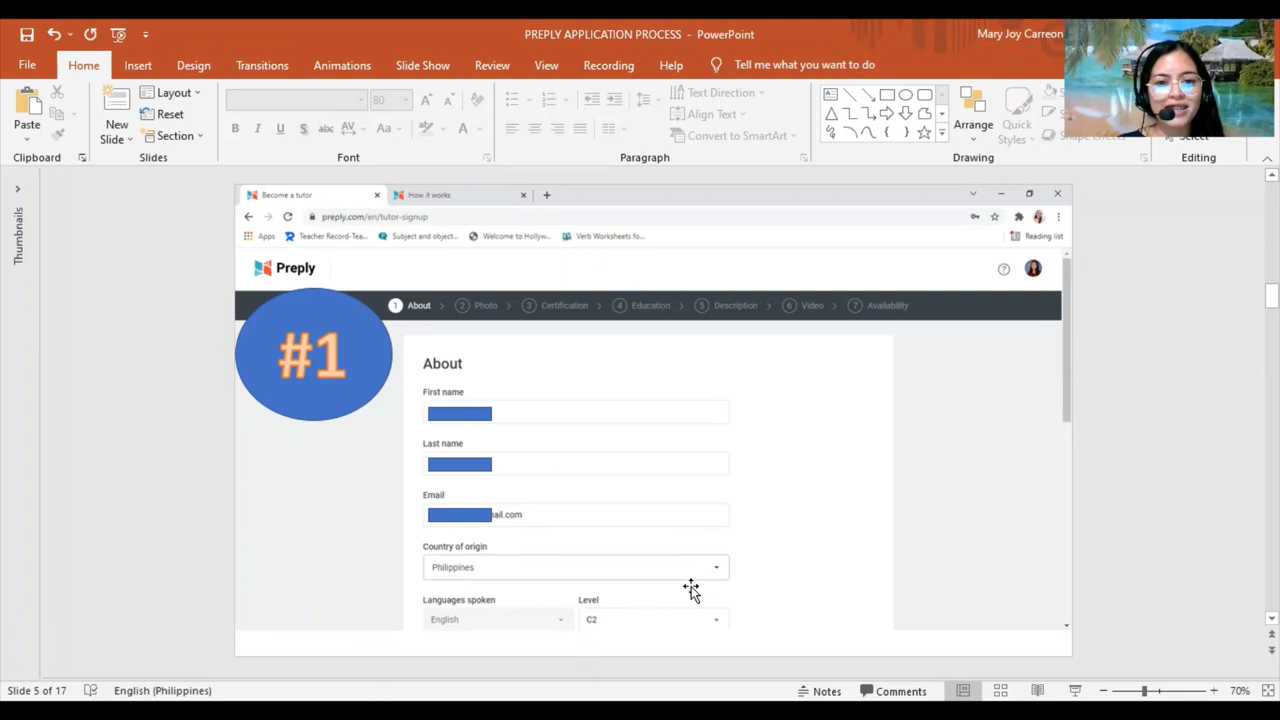 PREPLY APPLICATION PROCESS - PowerPoint
Mary Joy Carreon
File Home Insert Design Transitions Animations Slide Show Review View Recording Help Tell me what you want to do
Paste
New
Slide
Layout
Reset
Section
80
Text Direction
Align Text
Convert to SmartArt
Arrange
Quick
Styles
Select
Clipboard Slides Font Paragraph Drawing Editing
Thumbnails
Become a tutor
How it works
preply.com/en/tutor-signup
Apps
Teacher Record-Tea...
Subject and object...
Welcome to Hollyw...
Verb Worksheets fo...
Reading list
Preply
1 About 2 Photo 3 Certification 4 Education 5 Description 6 Video 7 Availability
#1
About
First name
Last name
Email
ail.com
Country of origin
Philippines
Languages spoken Level
English C2
Slide 5 of 17 English (Philippines) Notes Comments 70%